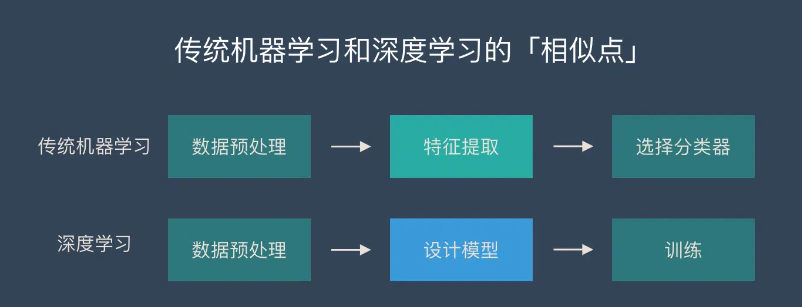 传统机器学习和深度学习的「相似点」
传统机器学习 数据预处理 特征提取 选择分类器
深度学习 数据预处理 设计模型 训练